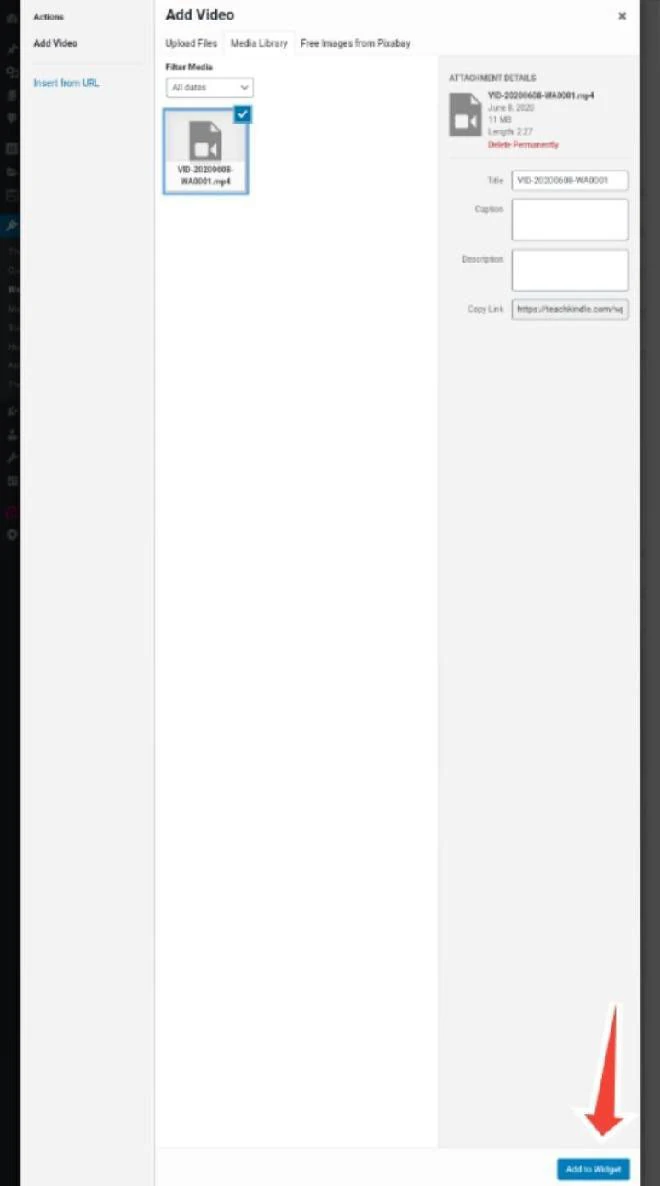 Actions
Add Video
Insert from URL
Add Video
×
Upload Files
Media Library
Free Images from Pixabay
Filter Media
All dates
VID-20200608-
WA0001.mp4
ATTACHMENT DETAILS
VID-20200608-WA0001.mp4
June 8, 2020
11 MB
Length: 2:27
Delete Permanently
Title
VID-20200608-WA0001
Caption
Description
Copy Link
https://teachkindle.com/wp
Add to Widget